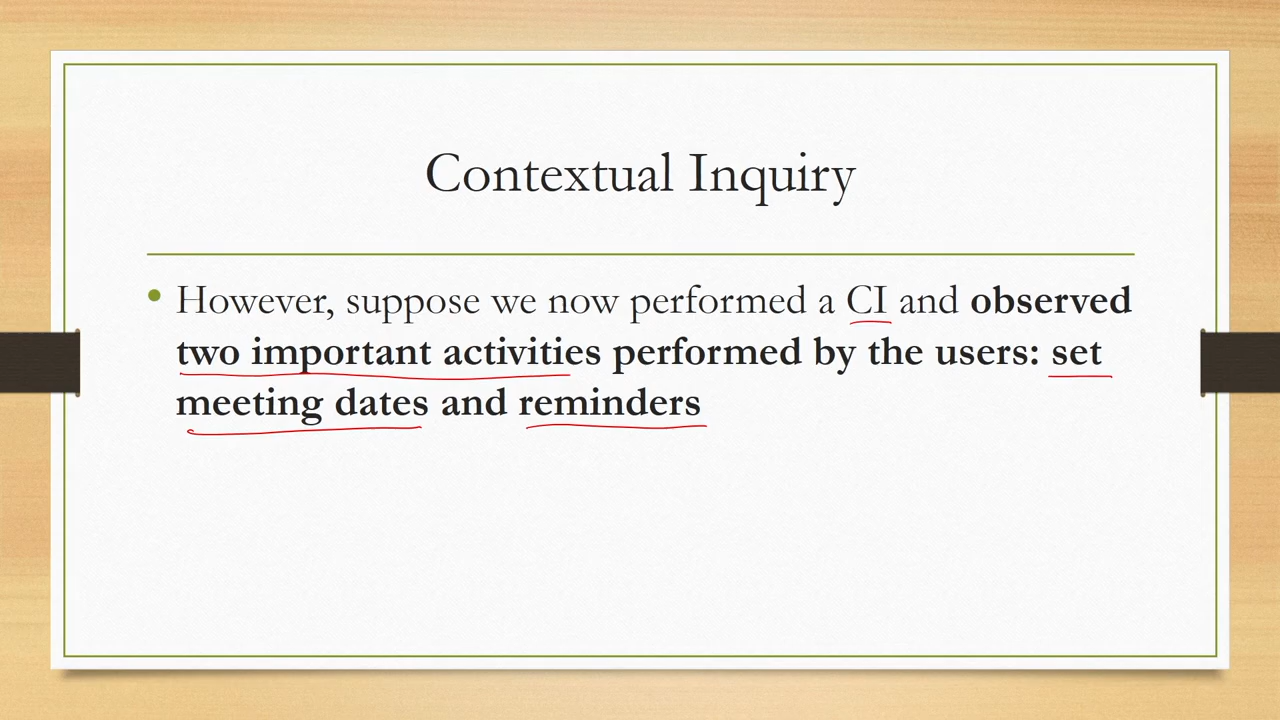 Contextual Inquiry
• However, suppose we now performed a CI and observed
two important activities performed by the users: set
meeting dates and reminders